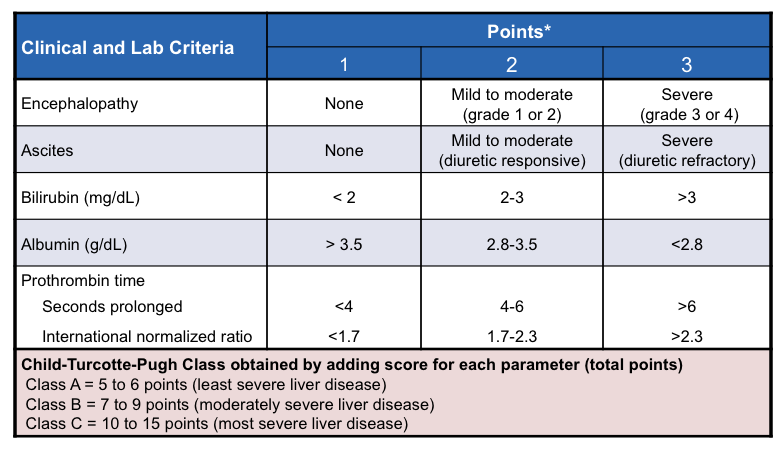 Clinical and Lab Criteria
Points*
1 2 3
Encephalopathy None Mild to moderate (grade 1 or 2) Severe (grade 3 or 4)
Ascites None Mild to moderate (diuretic responsive) Severe (diuretic refractory)
Bilirubin (mg/dL) < 2 2-3 >3
Albumin (g/dL) > 3.5 2.8-3.5 <2.8
Prothrombin time
Seconds prolonged <4 4-6 >6
International normalized ratio <1.7 1.7-2.3 >2.3
Child-Turcotte-Pugh Class obtained by adding score for each parameter (total points)
Class A = 5 to 6 points (least severe liver disease)
Class B = 7 to 9 points (moderately severe liver disease)
Class C = 10 to 15 points (most severe liver disease)